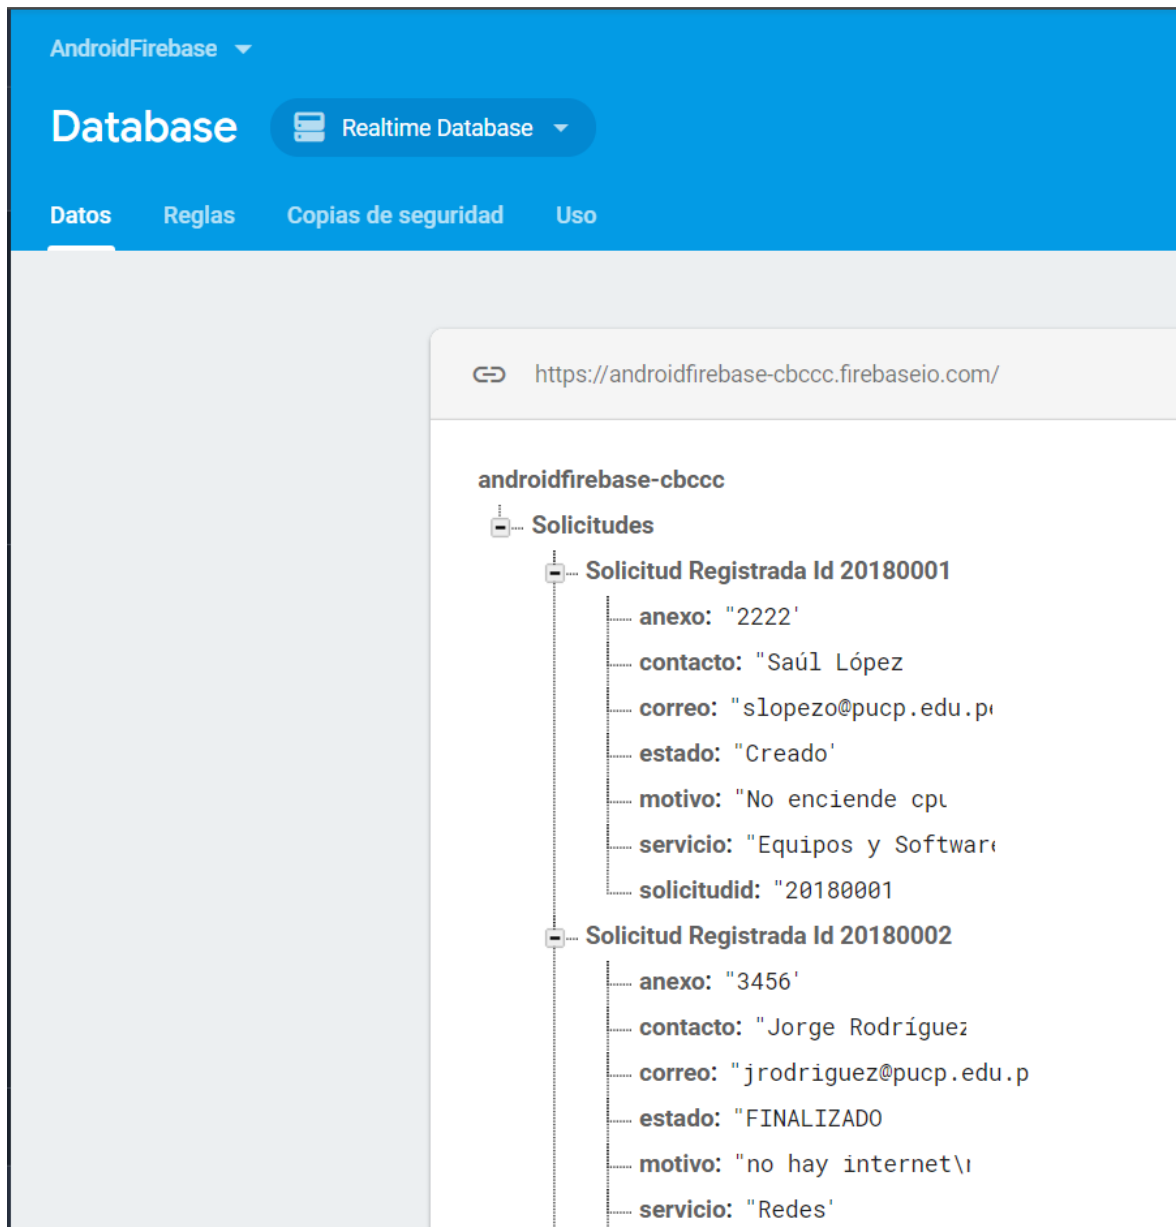 AndroidFirebase
Database Realtime Database
Datos Reglas Copias de seguridad Uso
https://androidfirebase-cbccc.firebaseio.com/
androidfirebase-cbccc
Solicitudes
Solicitud Registrada Id 20180001
anexo: "2222'
contacto: "Saúl López
correo: "slopezo@pucp.edu.pe
estado: "Creado'
motivo: "No enciende cpu
servicio: "Equipos y Software
solicitudid: "20180001
Solicitud Registrada Id 20180002
anexo: "3456'
contacto: "Jorge Rodríguez
correo: "jrodriguez@pucp.edu.p
estado: "FINALIZADO
motivo: "no hay internet\
servicio: "Redes'